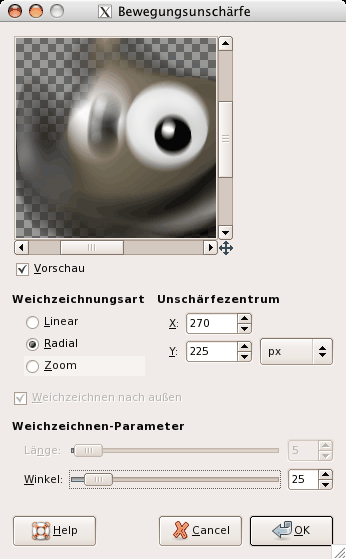 Bewegungsunschärfe
Vorschau
Weichzeichnungsart Unschärfezentrum
Linear X: 270
Radial Y: 225 px
Zoom
Weichzeichnen nach außen
Weichzeichnen-Parameter
Länge: 5
Winkel: 25
Help Cancel OK